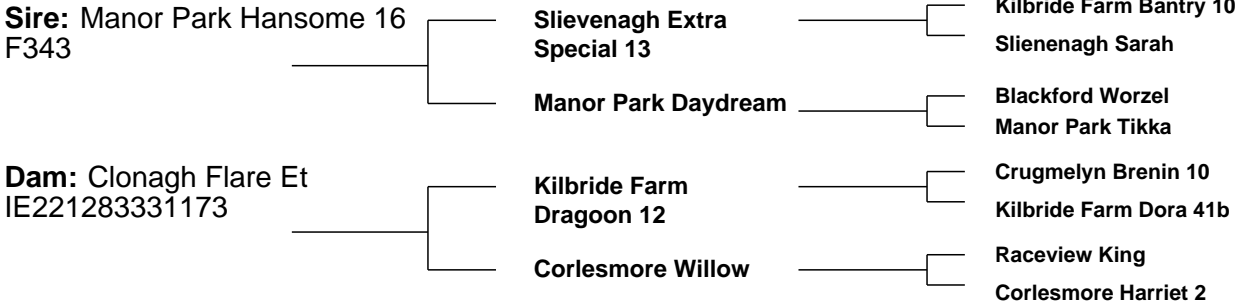 Sire: Manor Park Hansome 16
F343
Slievenagh Extra
Special 13
Kilbride Farm Bantry 10
Slienenagh Sarah
Manor Park Daydream
Blackford Worzel
Manor Park Tikka
Dam: Clonagh Flare Et
IE221283331173
Kilbride Farm
Dragoon 12
Crugmelyn Brenin 10
Kilbride Farm Dora 41b
Corlesmore Willow
Raceview King
Corlesmore Harriet 2